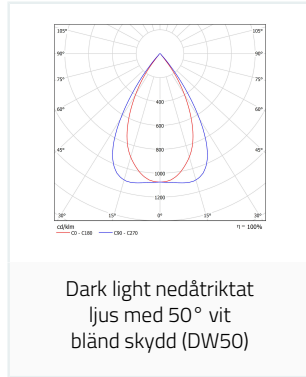 105° 105°
90° 90°
75° 75°
60° 60°
45° 45°
400
600
800
1000
1200
30° 15° 0° 15° 30°
cd/klm η = 100%
C0 - C180 C90 - C270
Dark light nedåtriktat
ljus med 50° vit
bländ skydd (DW50)